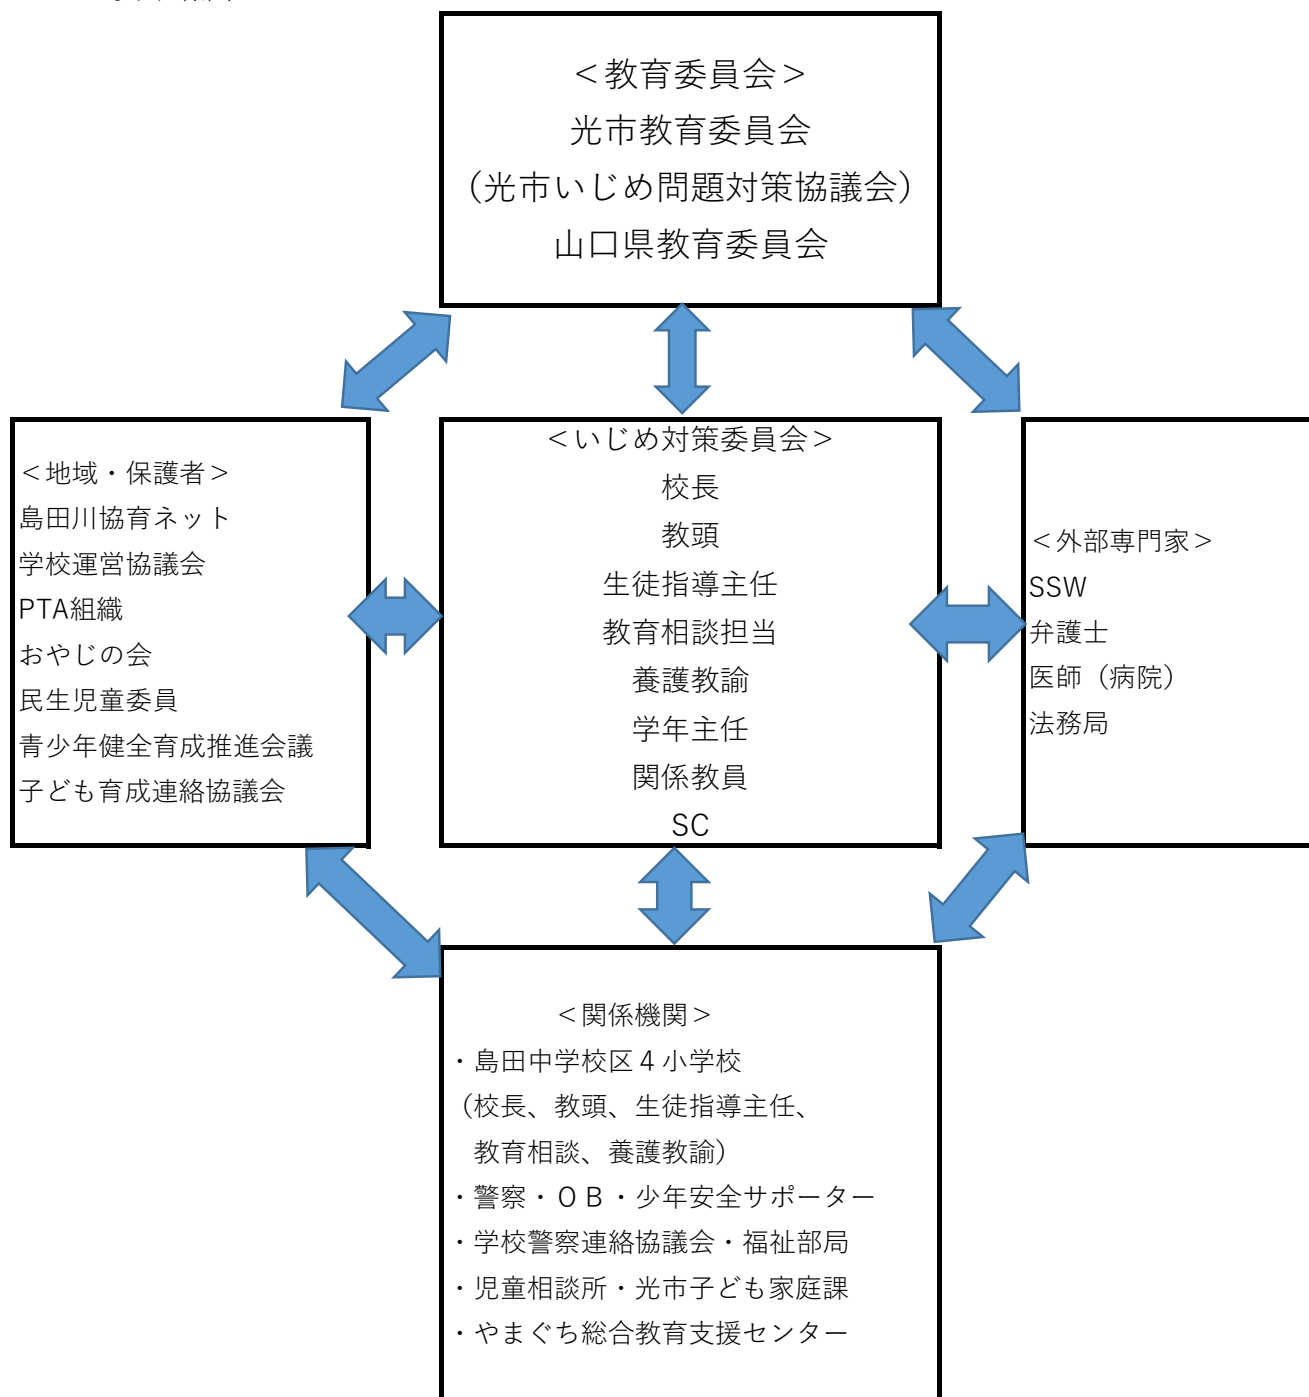 ＜教育委員会＞
光市教育委員会
（光市いじめ問題対策協議会）
山口県教育委員会
＜地域・保護者＞
島田川協育ネット
学校運営協議会
PTA組織
おやじの会
民生児童委員
青少年健全育成推進会議
子ども育成連絡協議会
＜いじめ対策委員会＞
校長
教頭
生徒指導主任
教育相談担当
養護教諭
学年主任
関係教員
SC
＜外部専門家＞
SSW
弁護士
医師（病院）
法務局
＜関係機関＞
・島田中学校区４小学校
（校長、教頭、生徒指導主任、
教育相談、養護教諭）
・警察・ＯＢ・少年安全サポーター
・学校警察連絡協議会・福祉部局
・児童相談所・光市子ども家庭課
・やまぐち総合教育支援センター